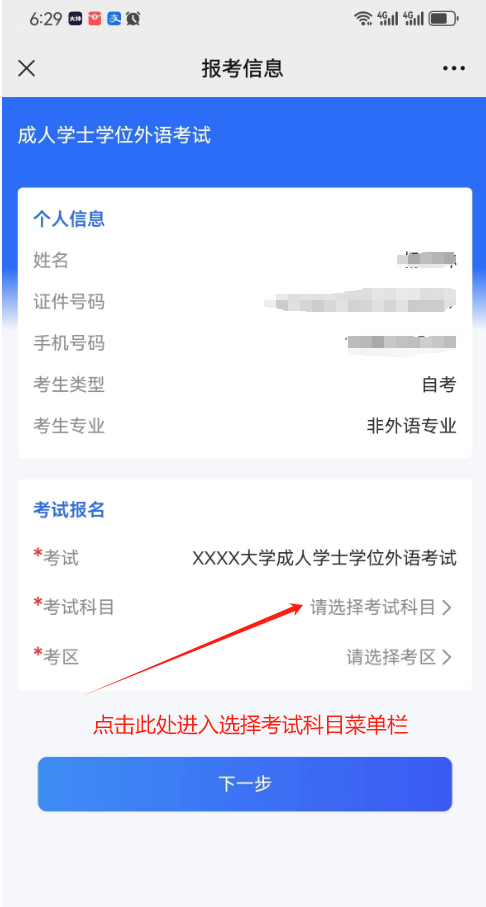 6:29
报考信息
成人学士学位外语考试
个人信息
姓名
证件号码
手机号码
考生类型 自考
考生专业 非外语专业
考试报名
*考试 XXXX大学成人学士学位外语考试
*考试科目 请选择考试科目
*考区 请选择考区
点击此处进入选择考试科目菜单栏
下一步